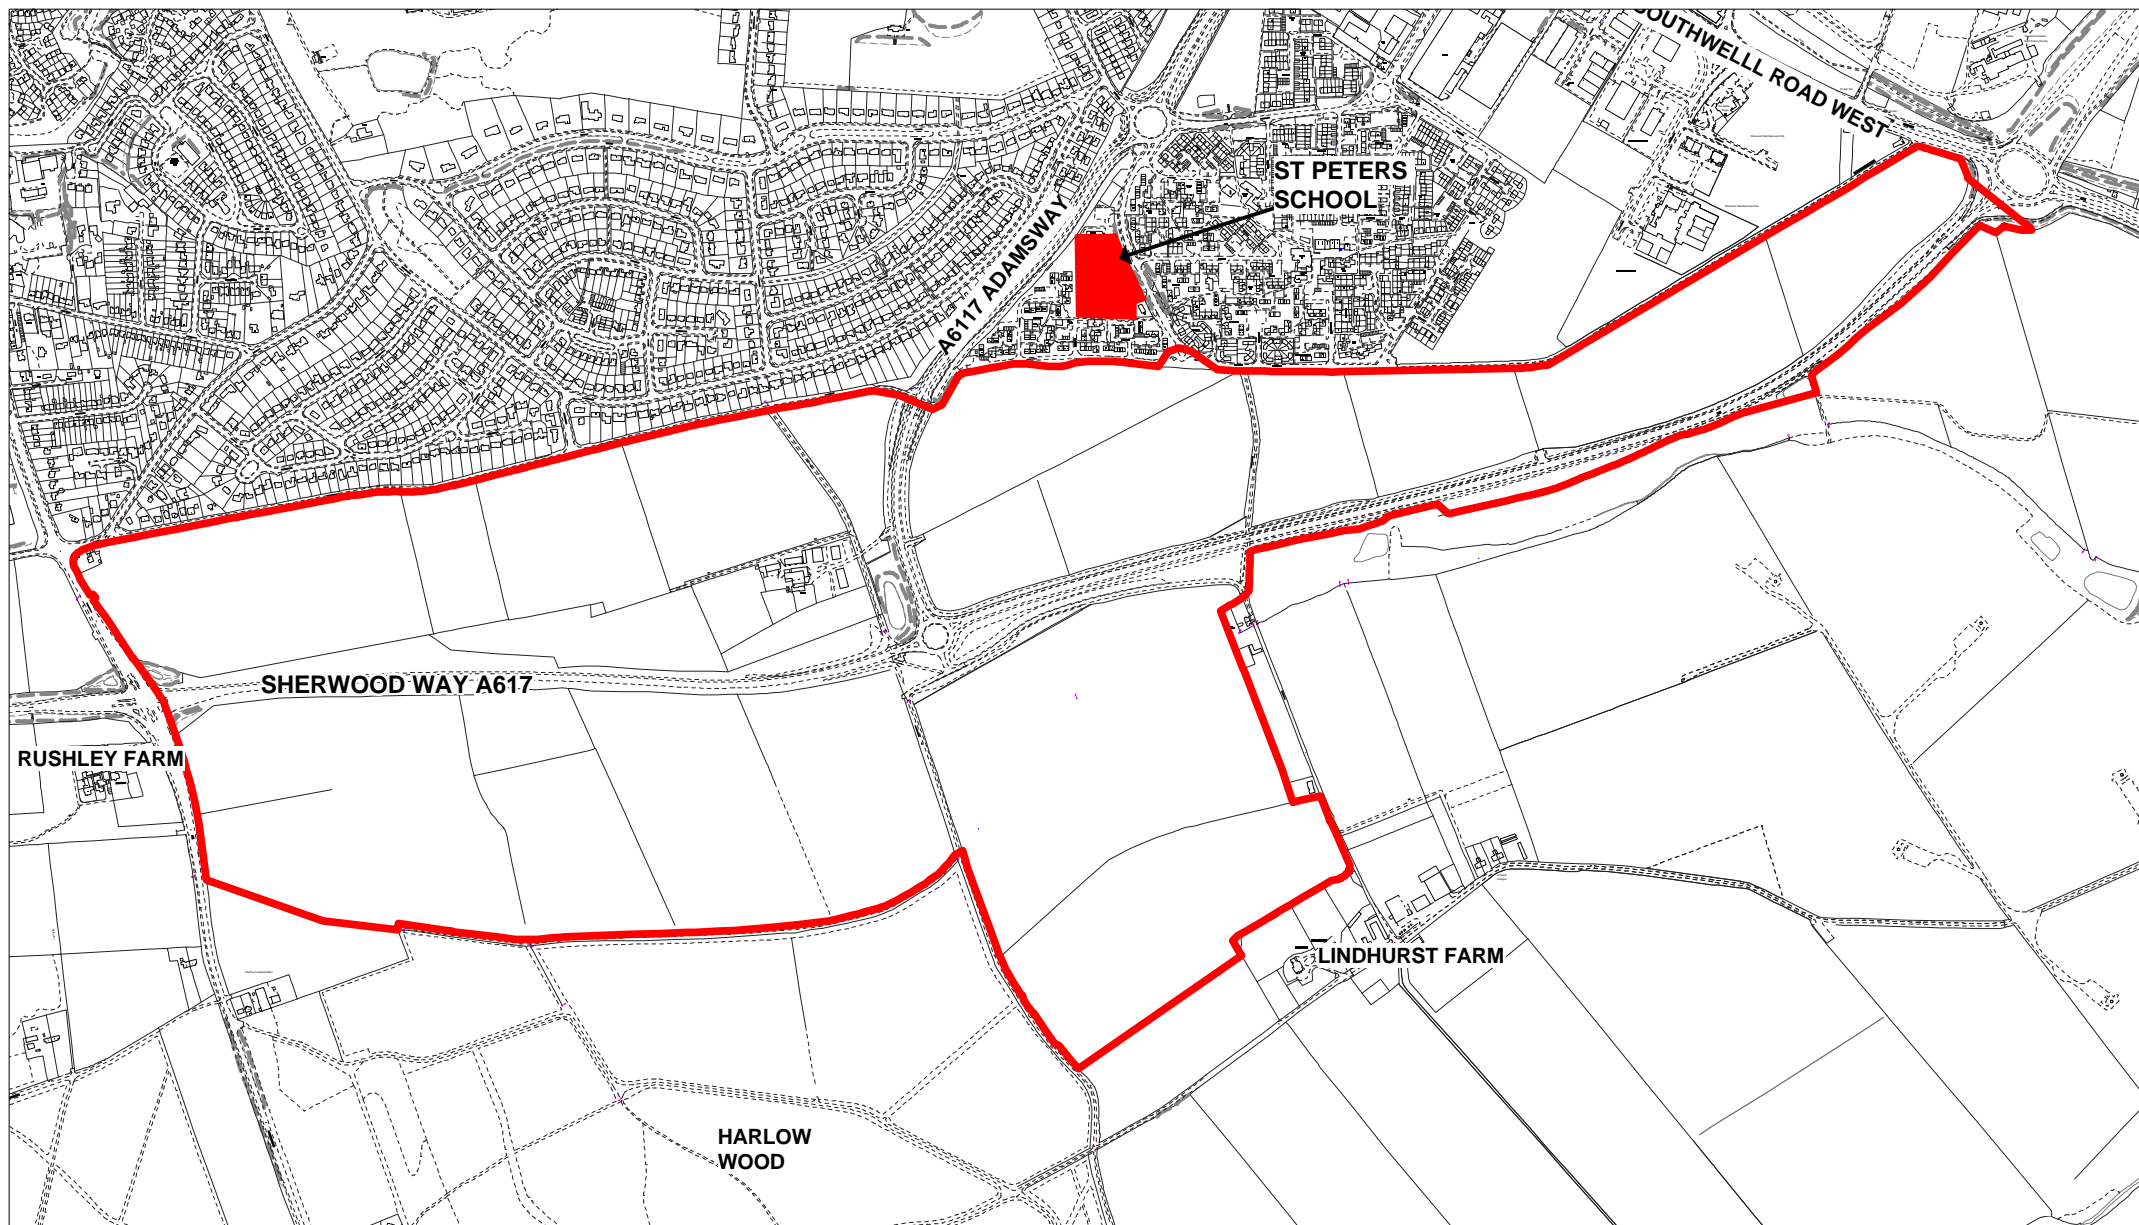 SOUTHWELLL ROAD WEST
ST PETERS
SCHOOL
A6117 ADAMSWAY
SHERWOOD WAY A617
RUSHLEY FARM
LINDHURST FARM
HARLOW
WOOD